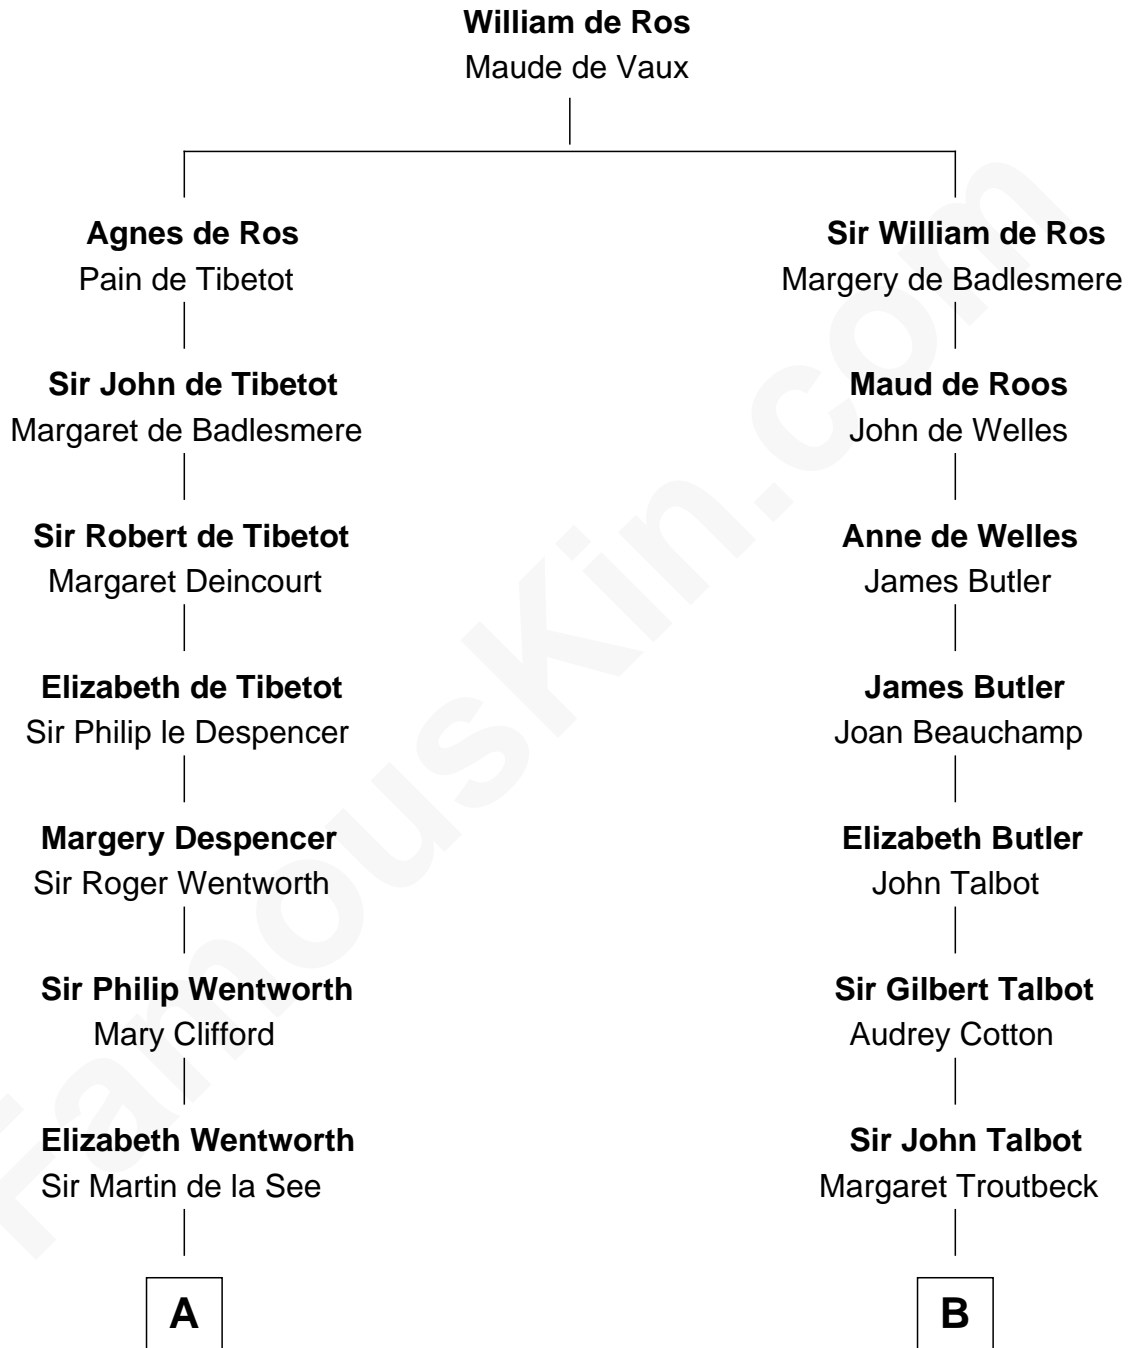 William de Ros
Maude de Vaux
Agnes de Ros
Pain de Tibetot
Sir William de Ros
Margery de Badlesmere
Sir John de Tibetot
Margaret de Badlesmere
Maud de Roos
John de Welles
Sir Robert de Tibetot
Margaret Deincourt
Anne de Welles
James Butler
Elizabeth de Tibetot
Sir Philip le Despencer
James Butler
Joan Beauchamp
Margery Despencer
Sir Roger Wentworth
Elizabeth Butler
John Talbot
Sir Philip Wentworth
Mary Clifford
Sir Gilbert Talbot
Audrey Cotton
Elizabeth Wentworth
Sir Martin de la See
Sir John Talbot
Margaret Troutbeck
A
B
FamousKin.com